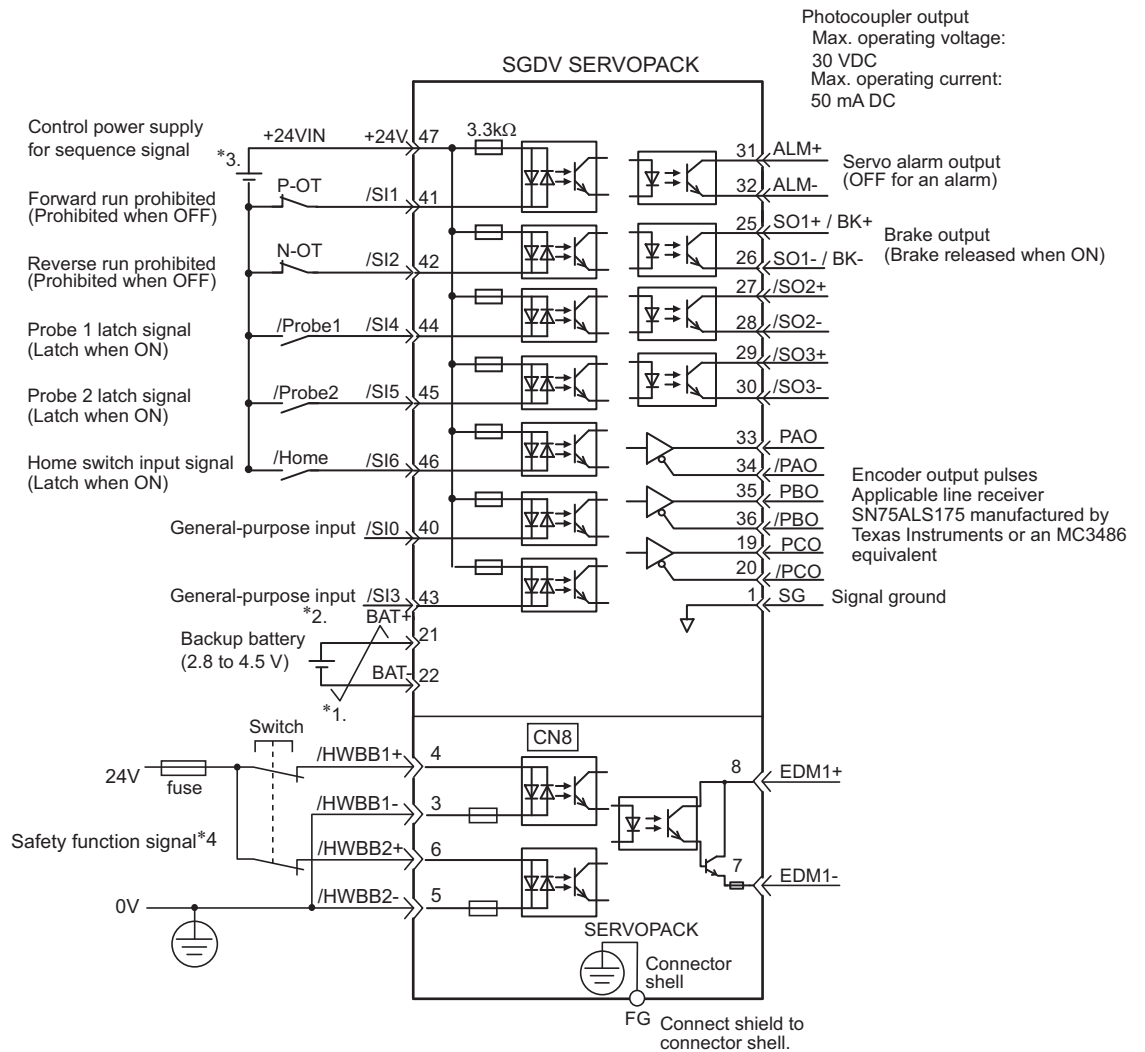 Photocoupler output
Max. operating voltage:
30 VDC
Max. operating current:
50 mA DC
SGDV SERVOPACK
Control power supply
for sequence signal
*3.
+24VIN
+24V
47
3.3kΩ
31
ALM+
Servo alarm output
(OFF for an alarm)
32
ALM-
Forward run prohibited
(Prohibited when OFF)
P-OT
/SI1
41
25
SO1+ / BK+
Brake output
(Brake released when ON)
26
SO1- / BK-
Reverse run prohibited
(Prohibited when OFF)
N-OT
/SI2
42
27
/SO2+
28
/SO2-
Probe 1 latch signal
(Latch when ON)
/Probe1
/SI4
44
29
/SO3+
30
/SO3-
Probe 2 latch signal
(Latch when ON)
/Probe2
/SI5
45
33
PAO
34
/PAO
Home switch input signal
(Latch when ON)
/Home
/SI6
46
35
PBO
36
/PBO
Encoder output pulses
Applicable line receiver
SN75ALS175 manufactured by
Texas Instruments or an MC3486
equivalent
General-purpose input
/SI0
40
19
PCO
20
/PCO
General-purpose input
/SI3
43
1
SG
Signal ground
*2.
BAT+
21
Backup battery
(2.8 to 4.5 V)
BAT-
22
*1.
Switch
CN8
24V
fuse
/HWBB1+
4
8
EDM1+
/HWBB1-
3
Safety function signal*4
/HWBB2+
6
7
EDM1-
0V
/HWBB2-
5
SERVOPACK
Connector
shell
FG
Connect shield to
connector shell.